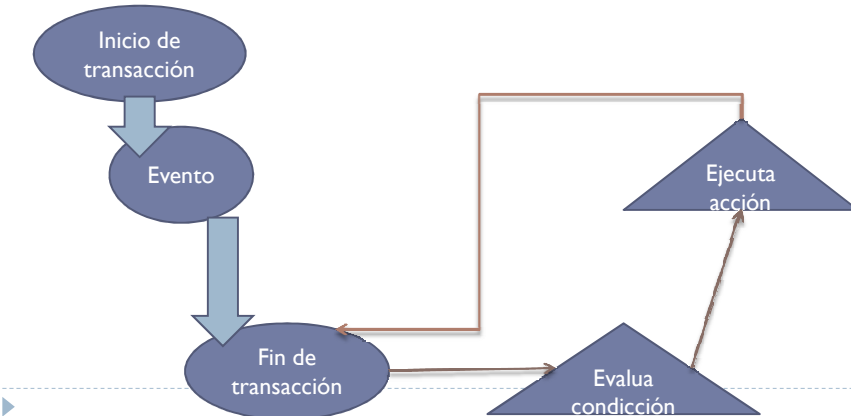 Inicio de
transacción
Evento
Ejecuta
acción
Fin de
transacción
Evalua
condicción